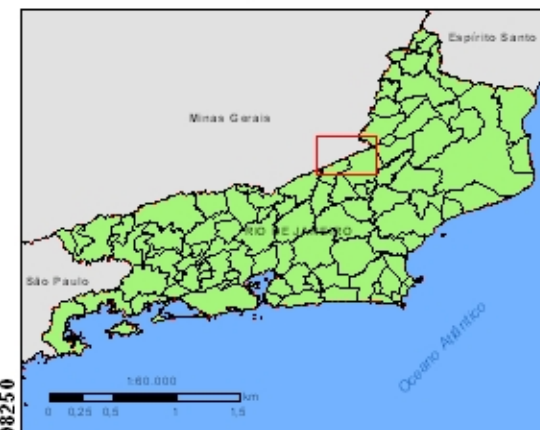 Espírito Santo
Minas Gerais
RIO DE JANEIRO
São Paulo
Oceano Atlântico
1:60.000
km
0 0,25 0,5 1 1,5